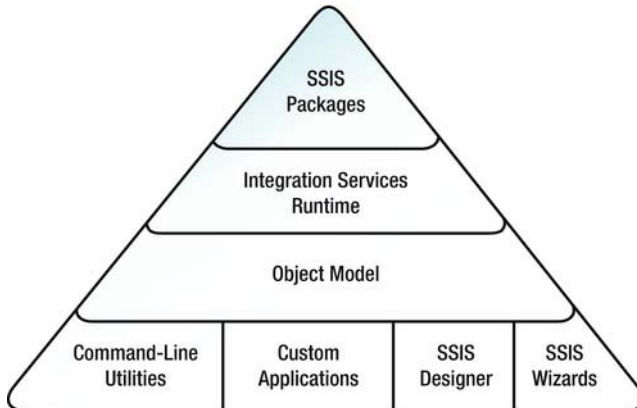 SSIS
Packages
Integration Services
Runtime
Object Model
Command-Line
Utilities
Custom
Applications
SSIS
Designer
SSIS
Wizards